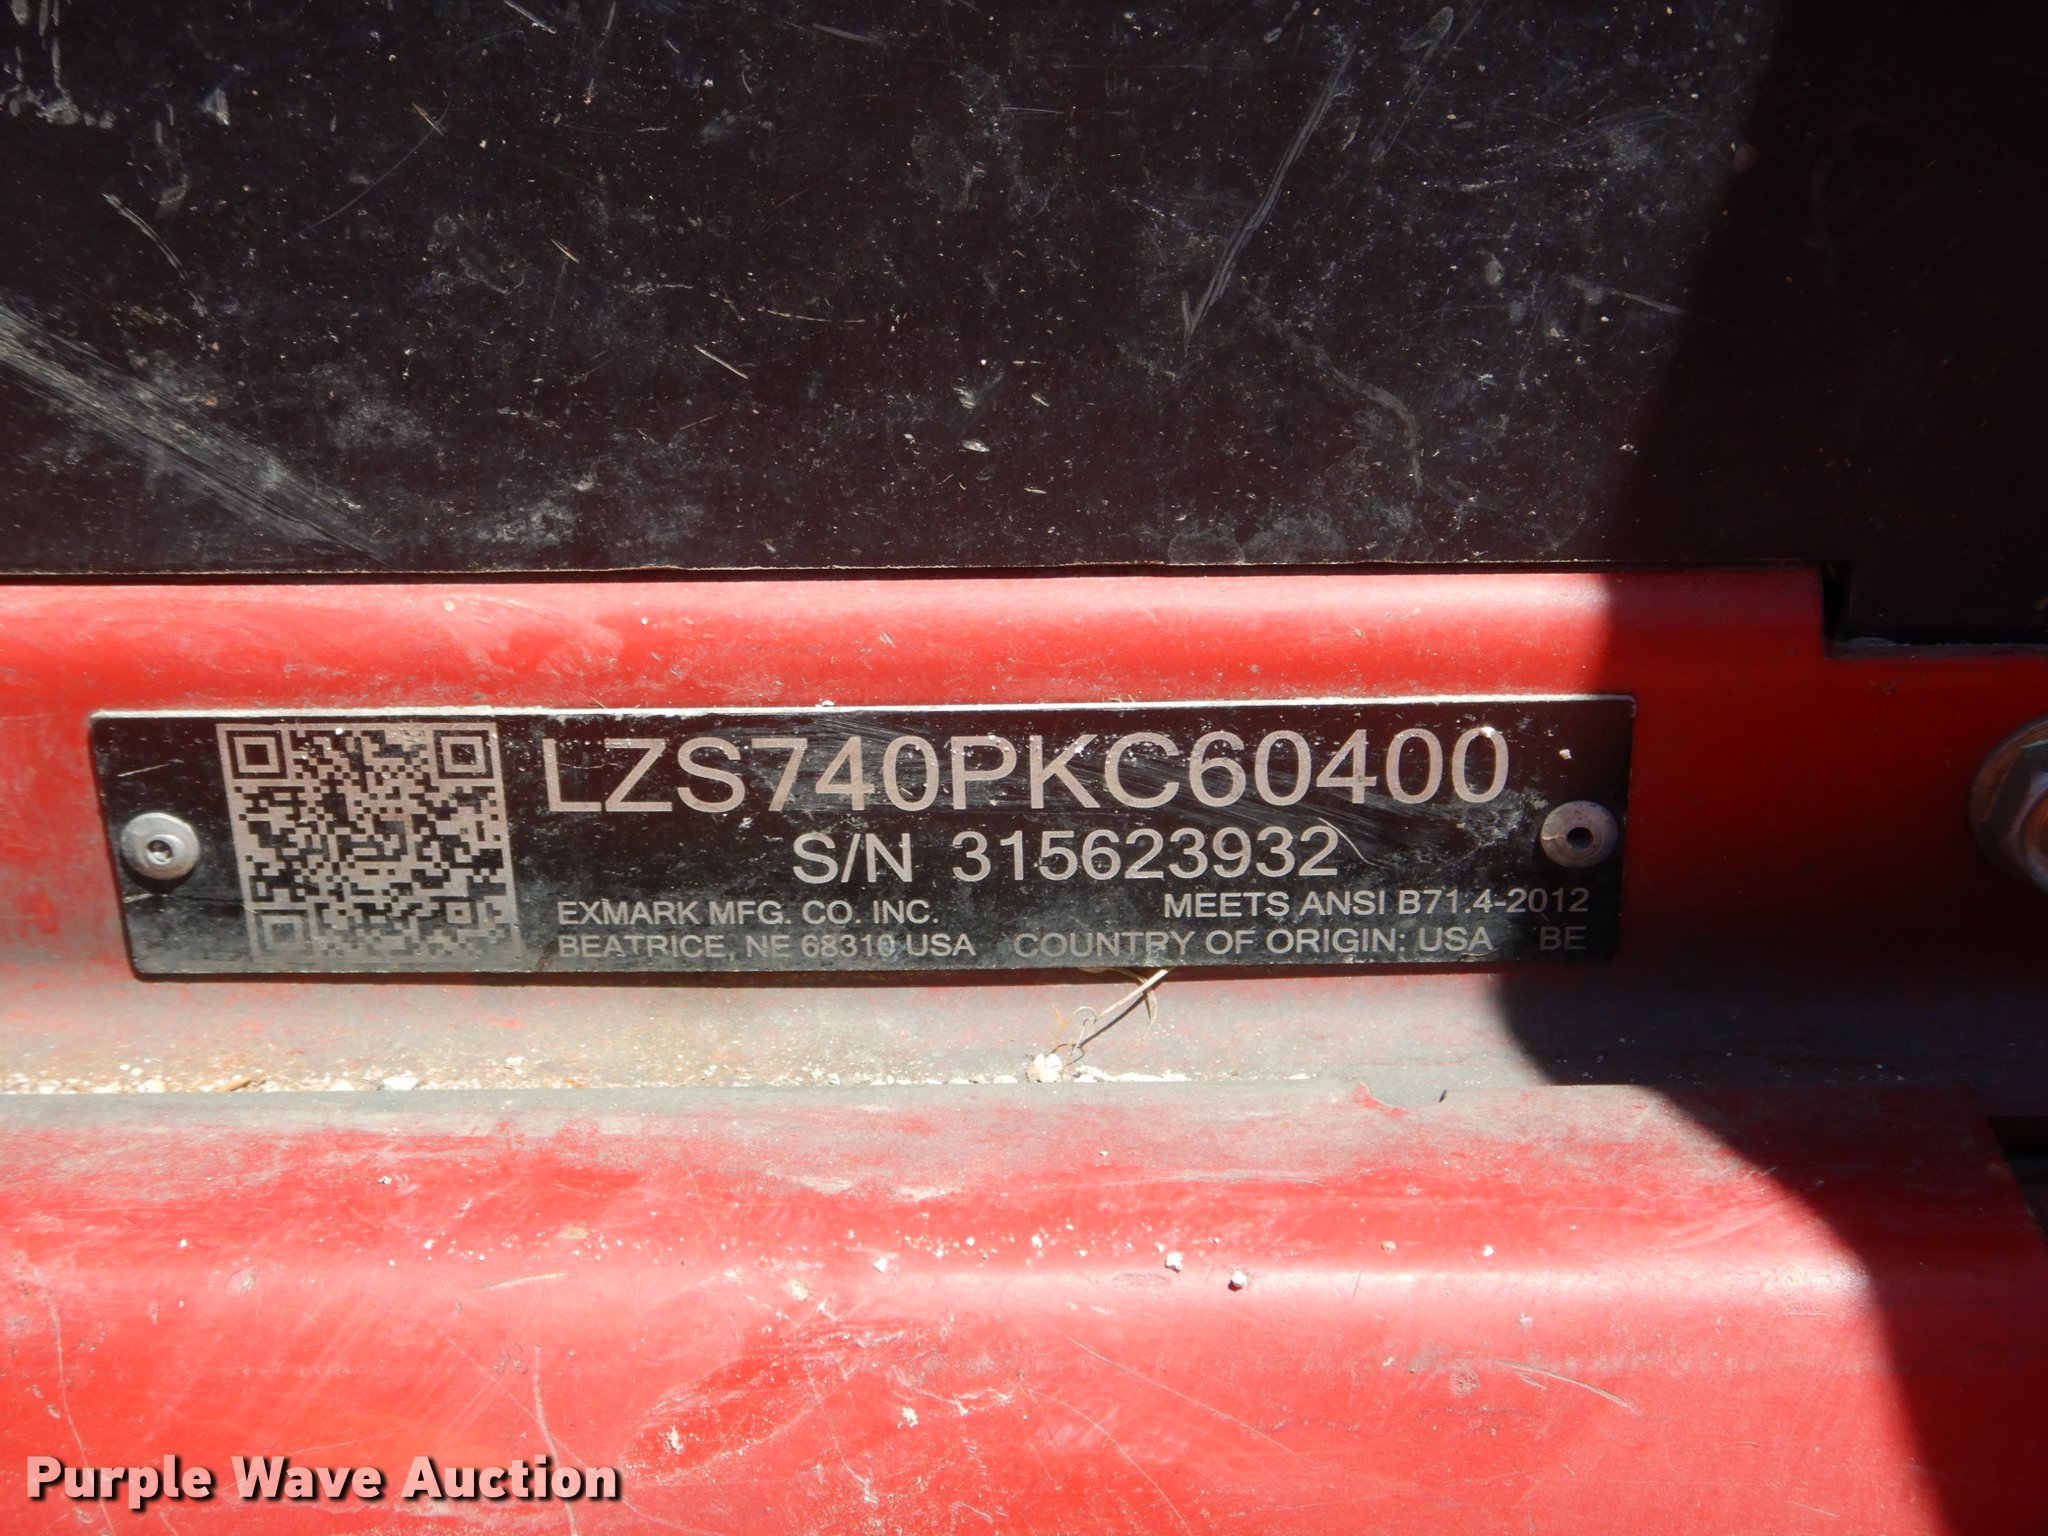 LZS740PKC60400
S/N 315623932
EXMARK MFG. CO. INC.
MEETS ANSI B71.4-2012
BEATRICE, NE 68310 USA
COUNTRY OF ORIGIN: USA BE
Purple Wave Auction